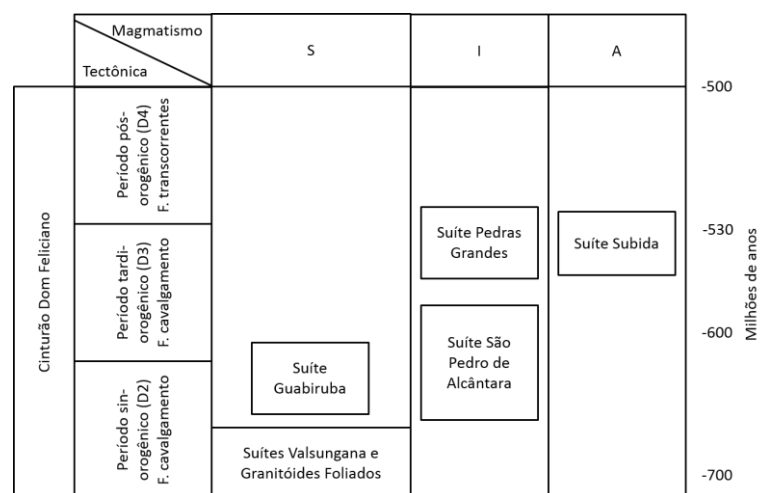 Magmatismo
Tectônica
S
I
A
-500
Cinturão Dom Feliciano
Período pós-
orogênico (D4)
F. transcorrentes
Suíte Pedras
Grandes
Suíte Subida
-530
Milhões de anos
Período tardi-
orogênico (D3)
F. cavalgamento
Suíte São
Pedro de
Alcântara
-600
Suíte
Guabiruba
Período sin-
orogênico (D2)
F. cavalgamento
Suítes Valsungana e
Granitóides Foliados
-700